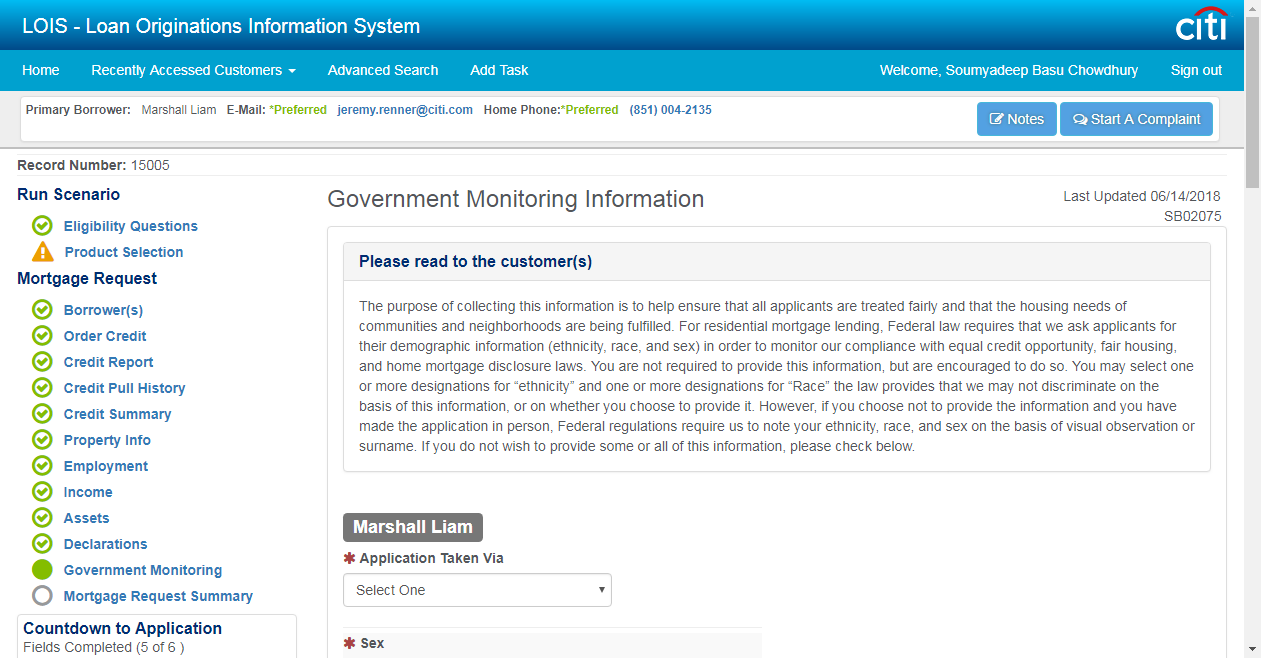 LOIS - Loan Originations Information System
citi
Home Recently Accessed Customers Advanced Search Add Task Welcome, Soumyadeep Basu Chowdhury Sign out
Primary Borrower: Marshall Liam E-Mail: *Preferred jeremy.renner@citi.com Home Phone:*Preferred (851) 004-2135
Notes Start A Complaint
Record Number: 15005
Run Scenario
Eligibility Questions
Product Selection
Mortgage Request
Borrower(s)
Order Credit
Credit Report
Credit Pull History
Credit Summary
Property Info
Employment
Income
Assets
Declarations
Government Monitoring
Mortgage Request Summary
Countdown to Application
Fields Completed (5 of 6 )
Government Monitoring Information
Last Updated 06/14/2018
SB02075
Please read to the customer(s)
The purpose of collecting this information is to help ensure that all applicants are treated fairly and that the housing needs of
communities and neighborhoods are being fulfilled. For residential mortgage lending, Federal law requires that we ask applicants for
their demographic information (ethnicity, race, and sex) in order to monitor our compliance with equal credit opportunity, fair housing,
and home mortgage disclosure laws. You are not required to provide this information, but are encouraged to do so. You may select one
or more designations for “ethnicity” and one or more designations for “Race” the law provides that we may not discriminate on the
basis of this information, or on whether you choose to provide it. However, if you choose not to provide the information and you have
made the application in person, Federal regulations require us to note your ethnicity, race, and sex on the basis of visual observation or
surname. If you do not wish to provide some or all of this information, please check below.
Marshall Liam
✱ Application Taken Via
Select One
✱ Sex